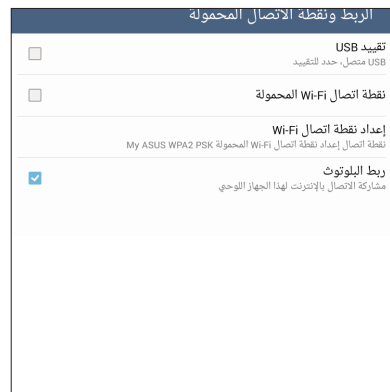 الربط ونقطة الاتصال المحمولة
تقييد USB
USB متصل، حدد للتقييد
نقطة اتصال Wi-Fi المحمولة
إعداد نقطة اتصال Wi-Fi
نقطة اتصال إعداد نقطة اتصال Wi-Fi المحمولة My ASUS WPA2 PSK
ربط البلوتوث
مشاركة الاتصال بالإنترنت لهذا الجهاز اللوحي